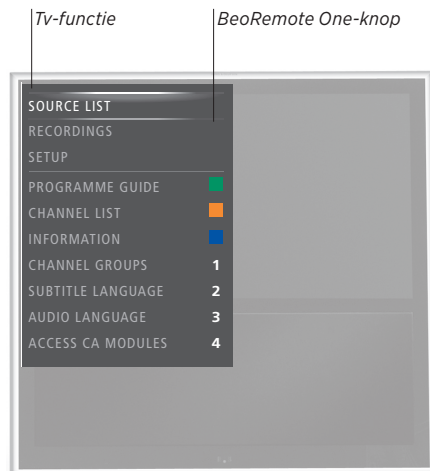 Tv-functie
BeoRemote One-knop
SOURCE LIST
RECORDINGS
SETUP
PROGRAMME GUIDE
CHANNEL LIST
INFORMATION
CHANNEL GROUPS 1
SUBTITLE LANGUAGE 2
AUDIO LANGUAGE 3
ACCESS CA MODULES 4